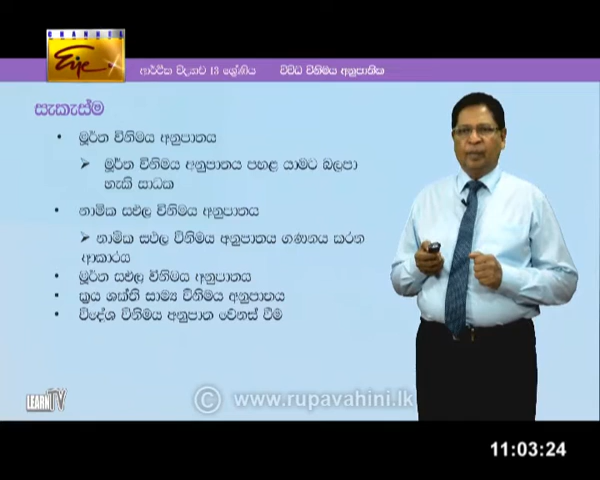 CHANNEL
Eye
ආර්ථික විද්‍යාව 13 ශ්‍රේණිය විවිධ විනිමය අනුපාතික
සැකැස්ම
• මූර්ත විනිමය අනුපාතය
➢ මූර්ත විනිමය අනුපාතය පහළ යාමට බලපා
හැකි සාධක
• නාමික සඵල විනිමය අනුපාතය
➢ නාමික සඵල විනිමය අනුපාතය ගණනය කරන
ආකාරය
• මූර්ත සඵල විනිමය අනුපාතය
• ක්‍රය ශක්ති සාම්‍ය විනිමය අනුපාතය
• විදේශ විනිමය අනුපාත වෙනස් වීම
LEARN TV
© www.rupavahini.lk
11:03:24